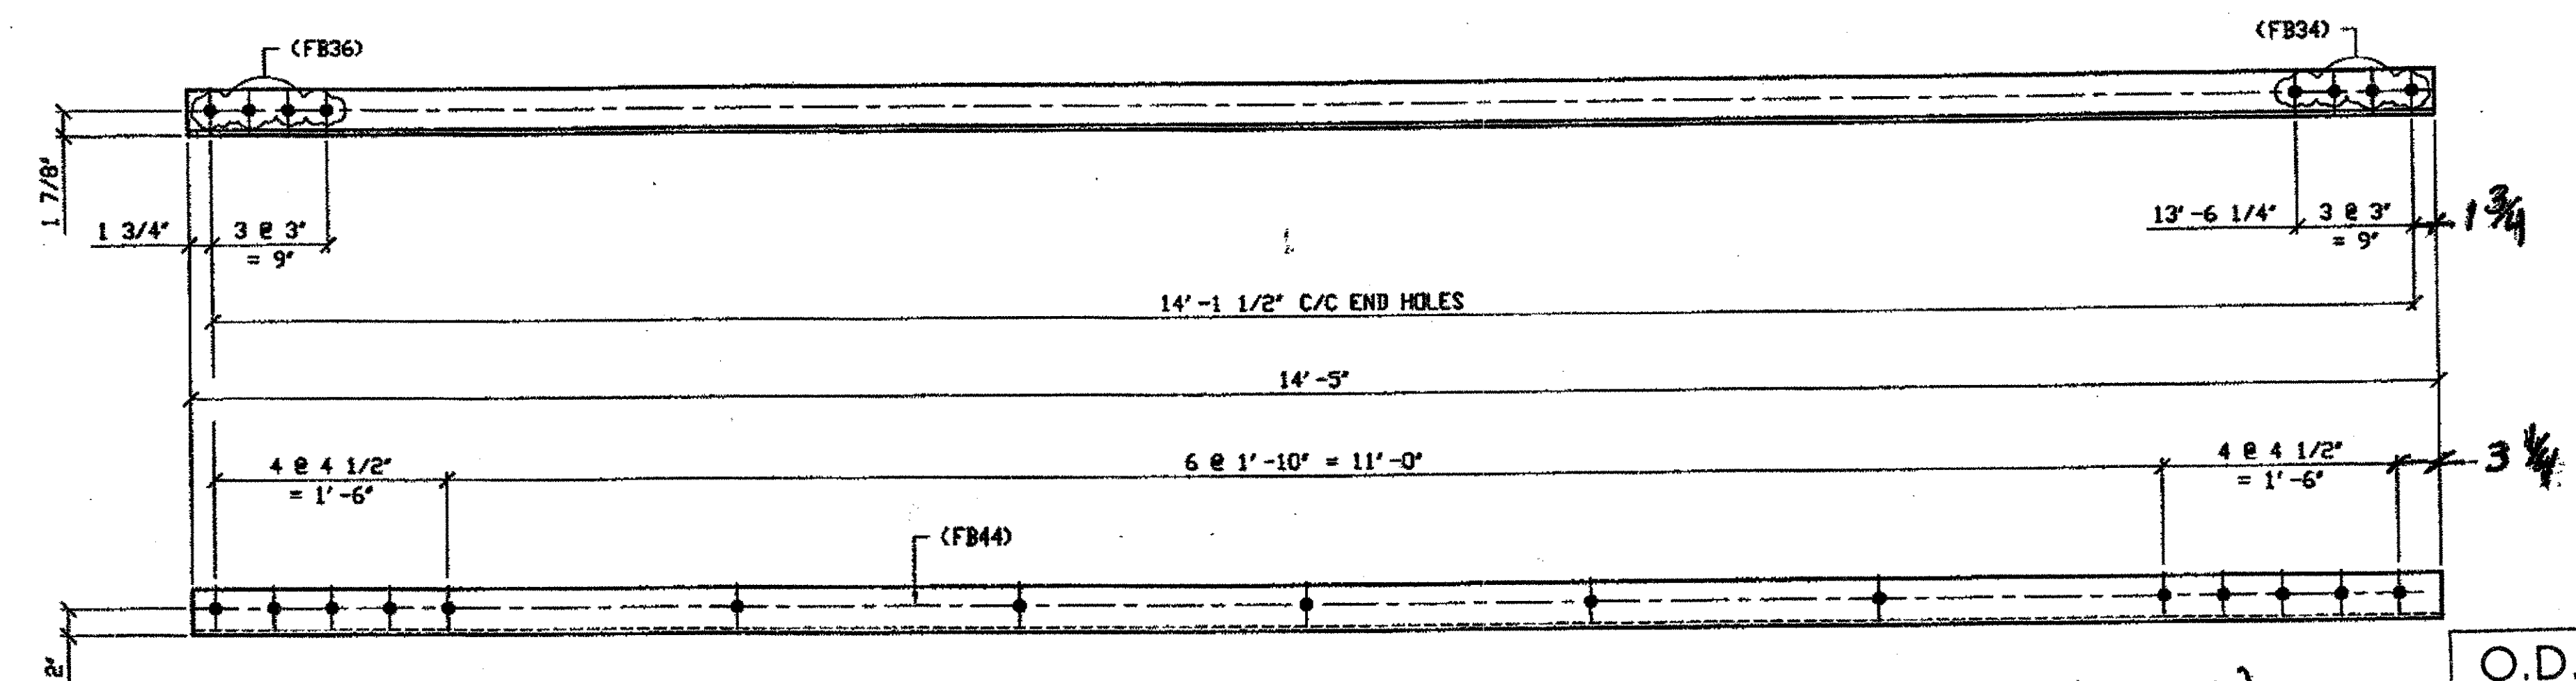 (FB36)
(FB34)
1 7/8"
1 3/4"
3 @ 3"
= 9"
13'-6 1/4"
3 @ 3"
= 9"
1 3/4
14'-1 1/2" C/C END HOLES
14'-5"
4 @ 4 1/2"
= 1'-6"
6 @ 1'-10" = 11'-0"
4 @ 4 1/2"
= 1'-6"
3 1/4
(FB44)
2"
O.D.